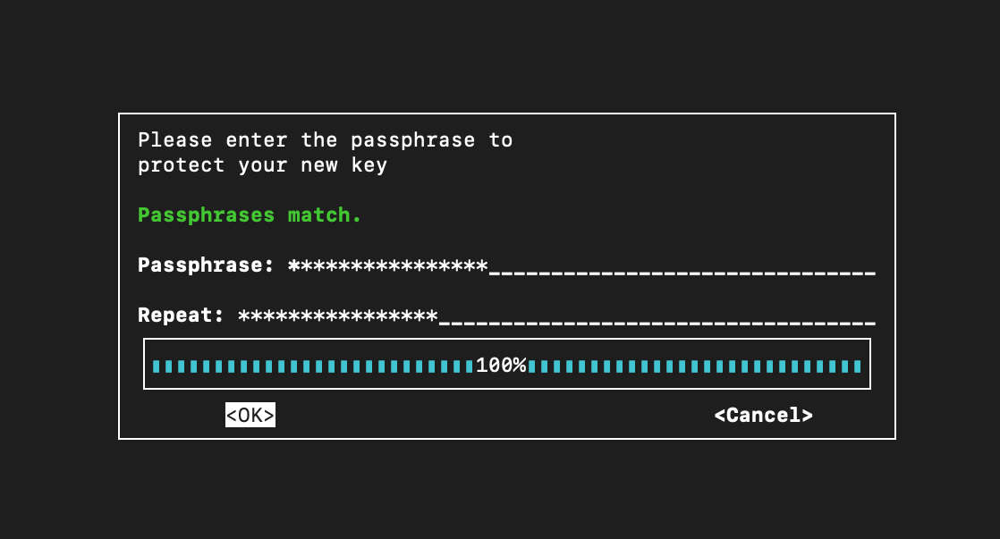 Please enter the passphrase to
protect your new key
Passphrases match.
Passphrase: ****************_______________________________
Repeat: ****************___________________________________
100%
<OK> <Cancel>